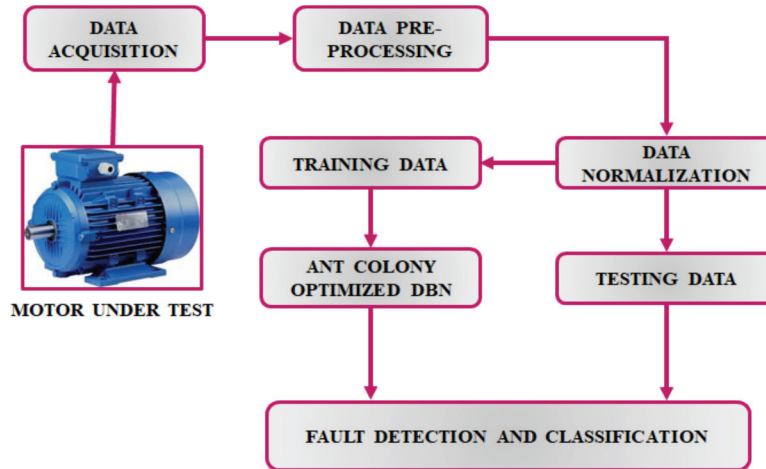 DATA
ACQUISITION
DATA PRE-
PROCESSING
TRAINING DATA
DATA
NORMALIZATION
ANT COLONY
OPTIMIZED DBN
TESTING DATA
MOTOR UNDER TEST
FAULT DETECTION AND CLASSIFICATION